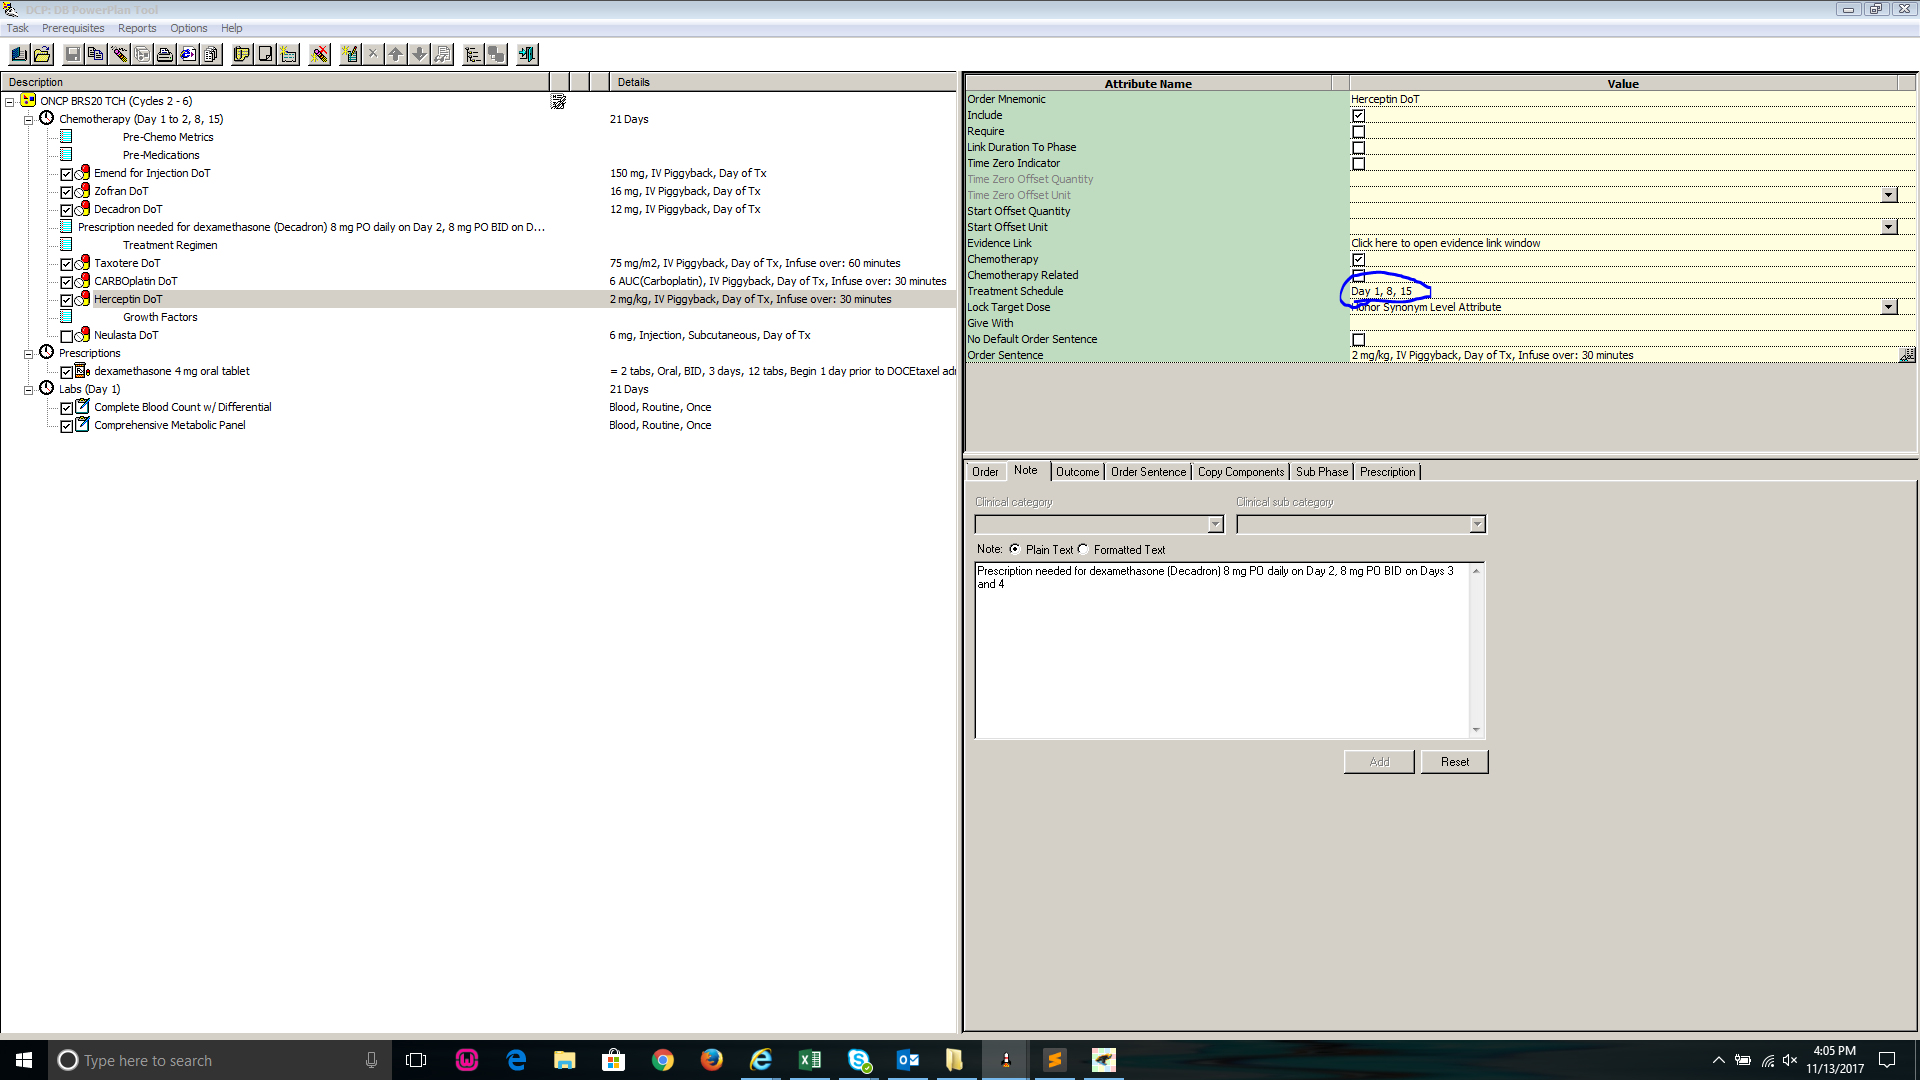 DCP: DB PowerPlan Tool
Task Prerequisites Reports Options Help
Description Details
ONCP BRS20 TCH (Cycles 2 - 6)
Chemotherapy (Day 1 to 2, 8, 15) 21 Days
Pre-Chemo Metrics
Pre-Medications
Emend for Injection DoT 150 mg, IV Piggyback, Day of Tx
Zofran DoT 16 mg, IV Piggyback, Day of Tx
Decadron DoT 12 mg, IV Piggyback, Day of Tx
Prescription needed for dexamethasone (Decadron) 8 mg PO daily on Day 2, 8 mg PO BID on D...
Treatment Regimen
Taxotere DoT 75 mg/m2, IV Piggyback, Day of Tx, Infuse over: 60 minutes
CARBOplatin DoT 6 AUC(Carboplatin), IV Piggyback, Day of Tx, Infuse over: 30 minutes
Herceptin DoT 2 mg/kg, IV Piggyback, Day of Tx, Infuse over: 30 minutes
Growth Factors
Neulasta DoT 6 mg, Injection, Subcutaneous, Day of Tx
Prescriptions
dexamethasone 4 mg oral tablet = 2 tabs, Oral, BID, 3 days, 12 tabs, Begin 1 day prior to DOCEtaxel adm
Labs (Day 1) 21 Days
Complete Blood Count w/ Differential Blood, Routine, Once
Comprehensive Metabolic Panel Blood, Routine, Once
Attribute Name Value
Order Mnemonic Herceptin DoT
Include
Require
Link Duration To Phase
Time Zero Indicator
Time Zero Offset Quantity
Time Zero Offset Unit
Start Offset Quantity
Start Offset Unit
Evidence Link Click here to open evidence link window
Chemotherapy
Chemotherapy Related
Treatment Schedule Day 1, 8, 15
Lock Target Dose Honor Synonym Level Attribute
Give With
No Default Order Sentence
Order Sentence 2 mg/kg, IV Piggyback, Day of Tx, Infuse over: 30 minutes
Order Note Outcome Order Sentence Copy Components Sub Phase Prescription
Clinical category Clinical sub category
Note: Plain Text Formatted Text
Prescription needed for dexamethasone (Decadron) 8 mg PO daily on Day 2, 8 mg PO BID on Days 3
and 4
Add Reset
Type here to search
4:05 PM
11/13/2017